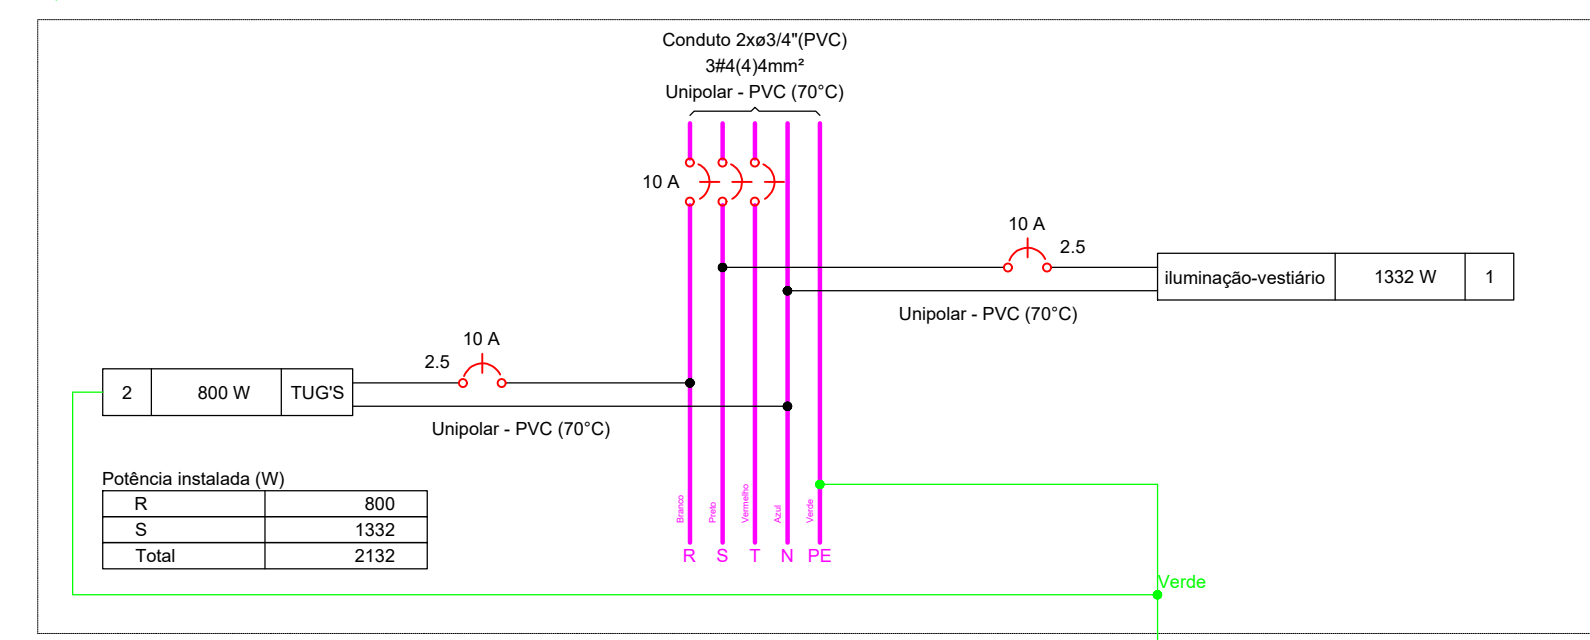 Conduto 2xø3/4"(PVC)
3#4(4)4mm²
Unipolar - PVC (70°C)
10 A
10 A
2.5
iluminação-vestiário 1332 W 1
Unipolar - PVC (70°C)
10 A
2.5
2 800 W TUG'S
Unipolar - PVC (70°C)
Potência instalada (W)
R 800
S 1332
Total 2132
Branco
Preto
Vermelho
Azul
Verde
R S T N PE
Verde